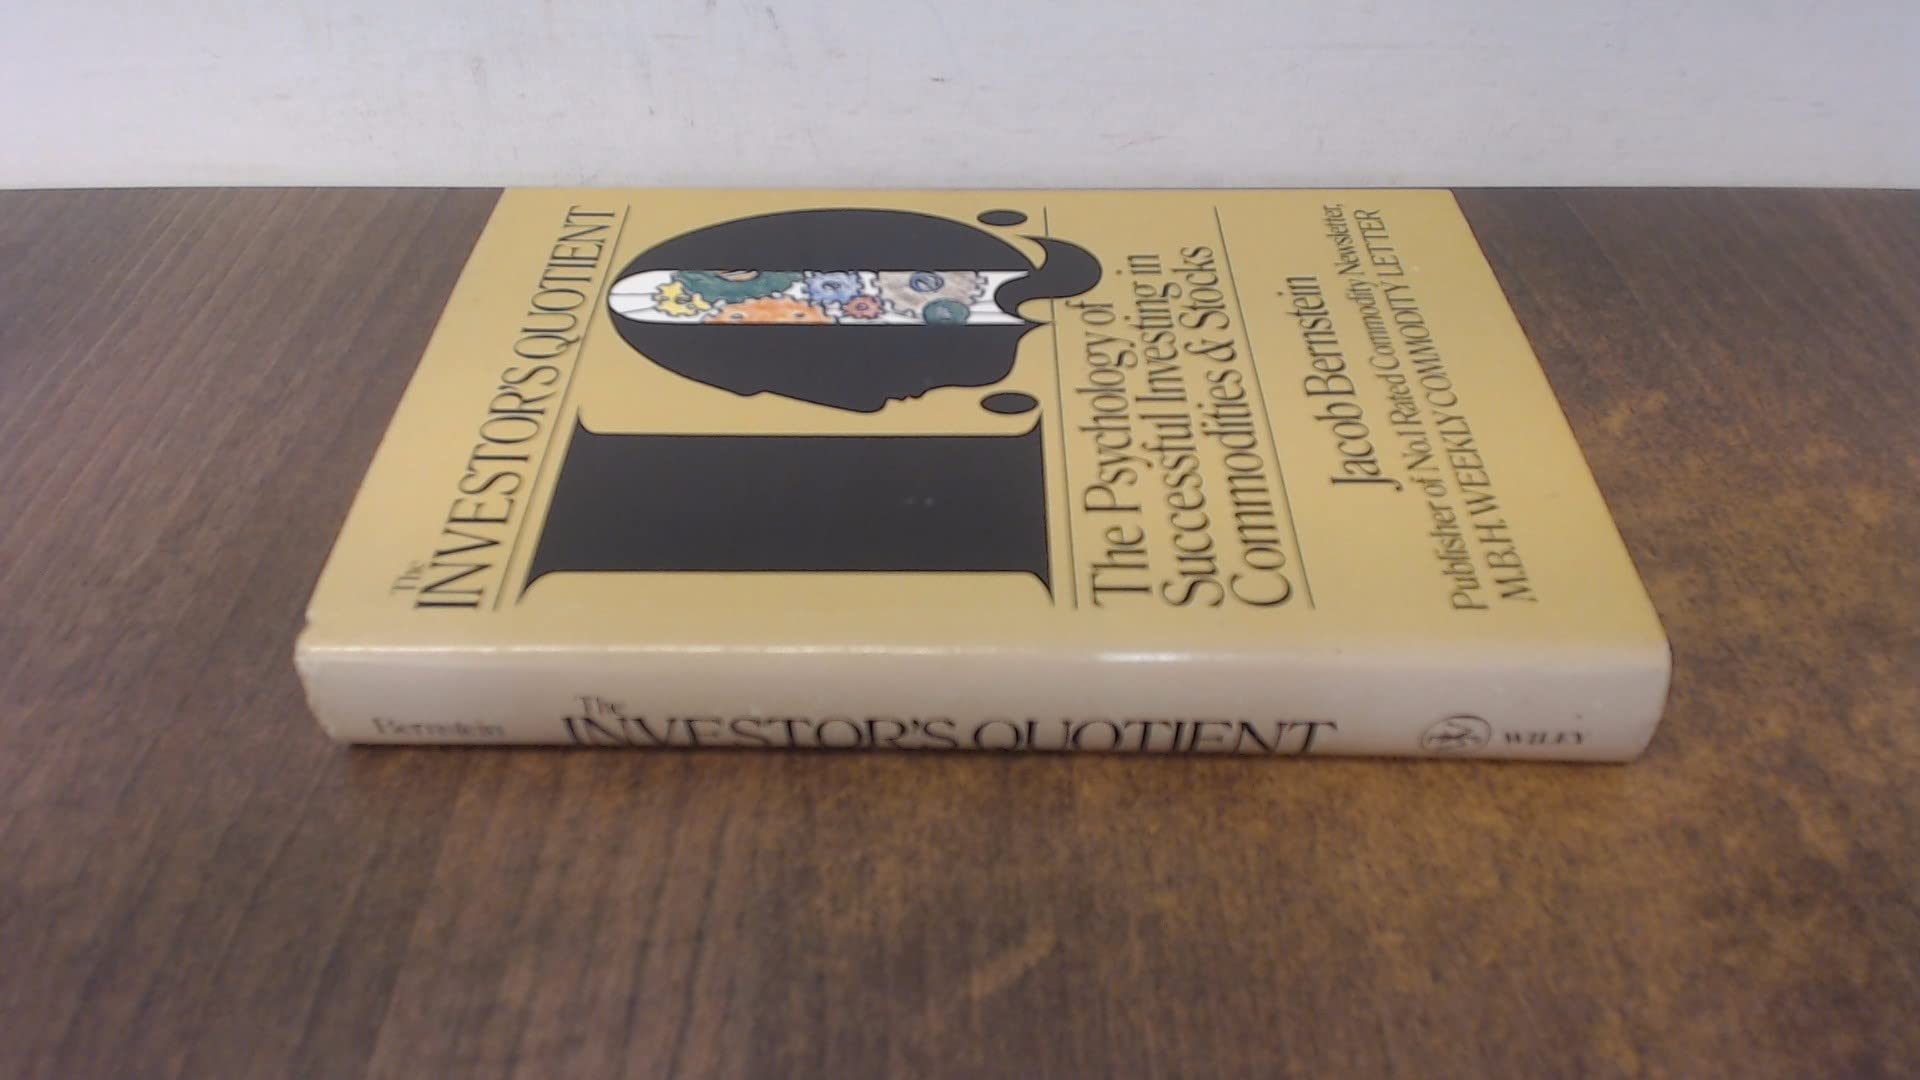 The
INVESTOR'S QUOTIENT
IQ
The Psychology of
Successful Investing in
Commodities & Stocks
Jacob Bernstein
Publisher of No.1 Rated Commodity Newsletter,
M.B.H. WEEKLY COMMODITY LETTER
Bernstein
The
INVESTOR'S QUOTIENT
WILEY